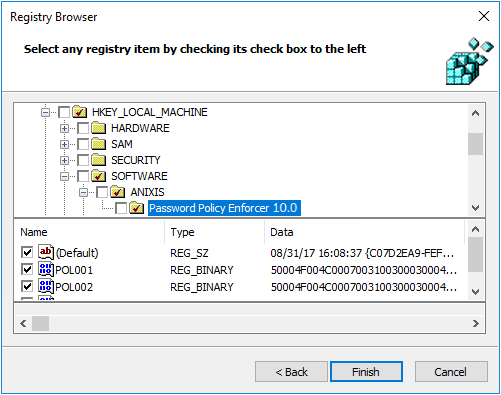 Registry Browser
Select any registry item by checking its check box to the left
HKEY_LOCAL_MACHINE
HARDWARE
SAM
SECURITY
SOFTWARE
ANIXIS
Password Policy Enforcer 10.0
Name Type Data
ab (Default) REG_SZ 08/31/17 16:08:37 {C07D2EA9-FEF...
POL001 REG_BINARY 50004F004C0007003100300030004...
POL002 REG_BINARY 50004F004C0007003100300030004...
< Back Finish Cancel